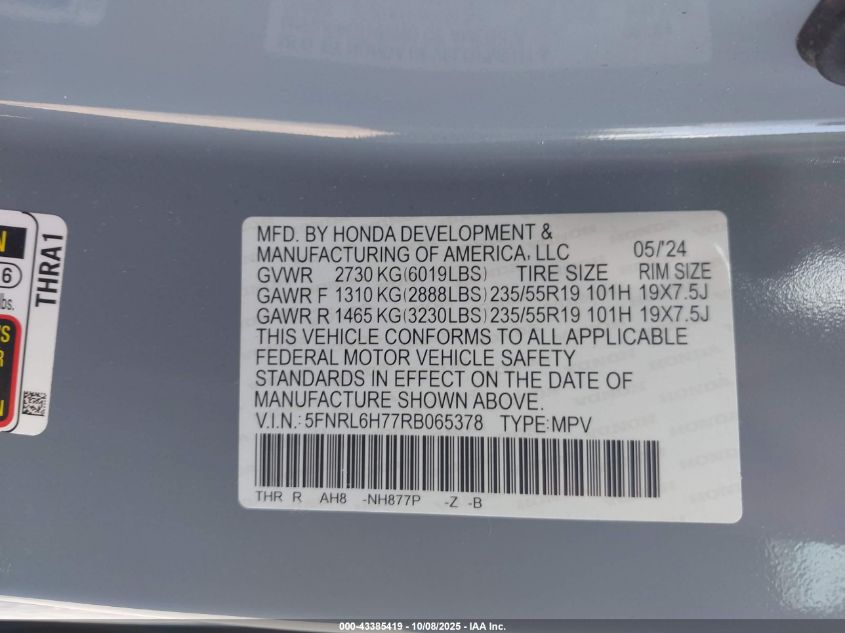 MFD. BY HONDA DEVELOPMENT &
MANUFACTURING OF AMERICA, LLC 05/'24
GVWR 2730 KG(6019LBS) TIRE SIZE RIM SIZE
GAWR F 1310 KG(2888LBS) 235/55R19 101H 19X7.5J
GAWR R 1465 KG(3230LBS) 235/55R19 101H 19X7.5J
THIS VEHICLE CONFORMS TO ALL APPLICABLE
FEDERAL MOTOR VEHICLE SAFETY
STANDARDS IN EFFECT ON THE DATE OF
MANUFACTURE SHOWN ABOVE.
V.I.N.: 5FNRL6H77RB065378 TYPE:MPV
THR R AH8 -NH877P -Z -B
THRA1
6
lbs.
000-43385419 - 10/08/2025 - IAA Inc.